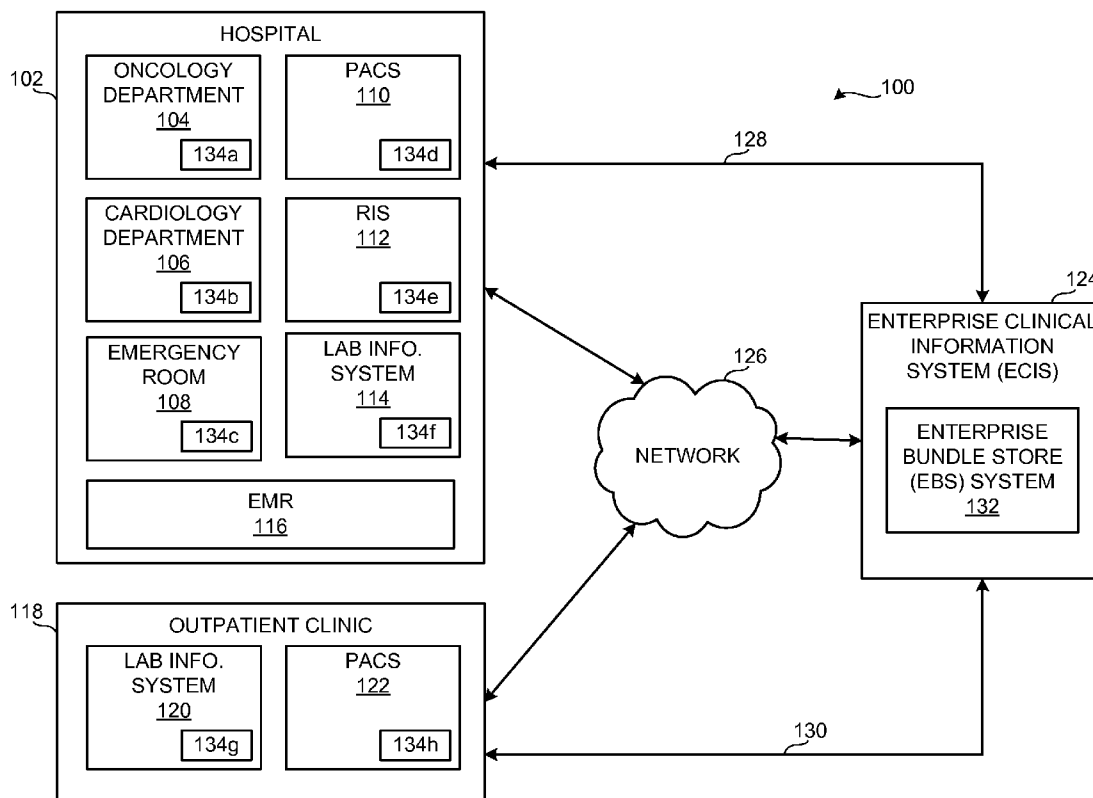 HOSPITAL
102
ONCOLOGY
DEPARTMENT
104
134a
PACS
110
134d
CARDIOLOGY
DEPARTMENT
106
134b
RIS
112
134e
EMERGENCY
ROOM
108
134c
LAB INFO.
SYSTEM
114
134f
EMR
116
100
128
126
NETWORK
124
ENTERPRISE CLINICAL
INFORMATION
SYSTEM (ECIS)
ENTERPRISE
BUNDLE STORE
(EBS) SYSTEM
132
118
OUTPATIENT CLINIC
LAB INFO.
SYSTEM
120
134g
PACS
122
134h
130